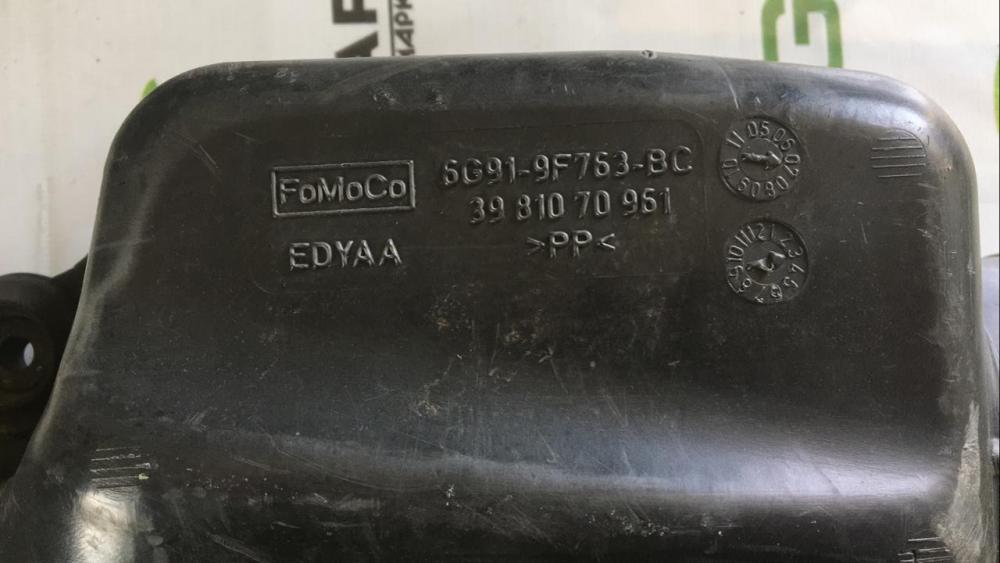 FoMoCo
6G91-9F763-BC
39 810 70 961
EDYAA
>PP<